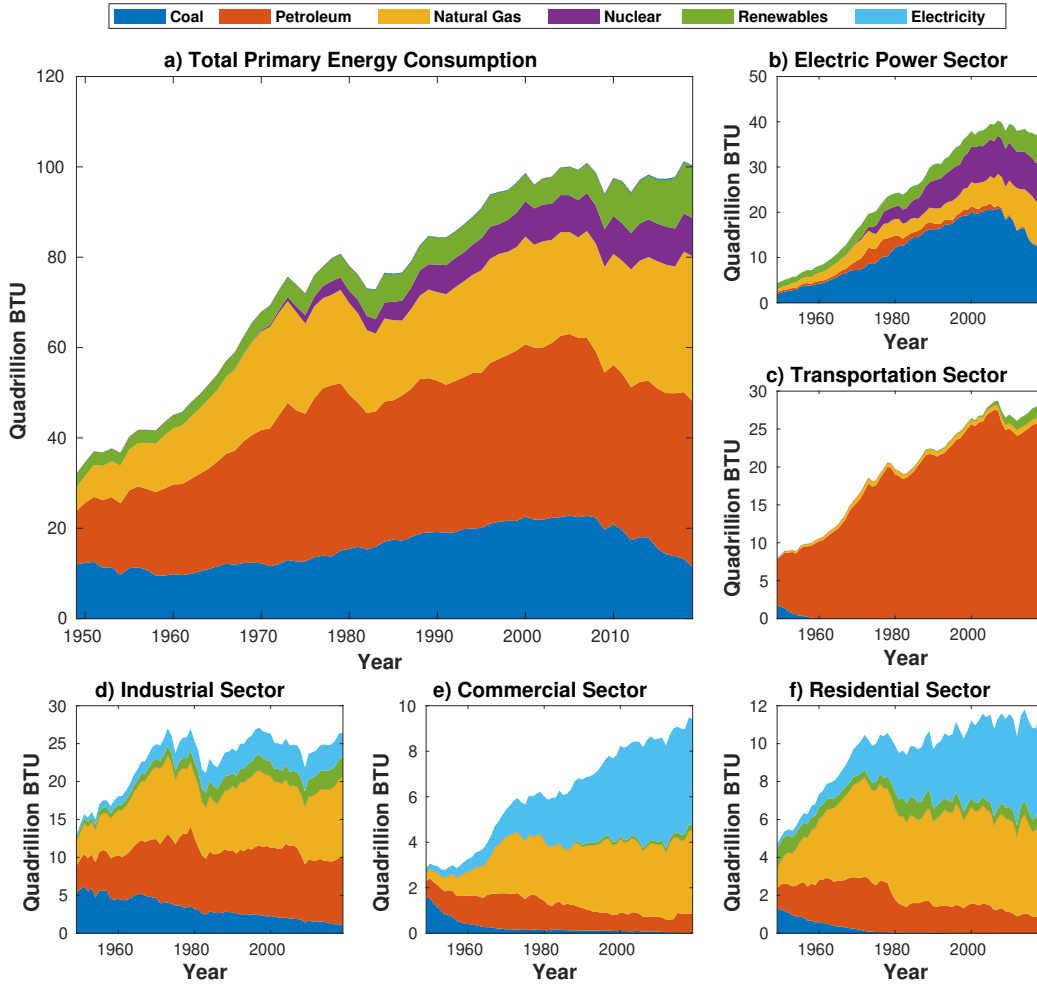 Coal Petroleum Natural Gas Nuclear Renewables Electricity
a) Total Primary Energy Consumption
120
100
80
60
40
20
0
Quadrillion BTU
1950 1960 1970 1980 1990 2000 2010
Year
b) Electric Power Sector
50
40
30
20
10
0
Quadrillion BTU
1960 1980 2000
Year
c) Transportation Sector
30
25
20
15
10
5
0
Quadrillion BTU
1960 1980 2000
Year
d) Industrial Sector
30
25
20
15
10
5
0
Quadrillion BTU
1960 1980 2000
Year
e) Commercial Sector
10
8
6
4
2
0
Quadrillion BTU
1960 1980 2000
Year
f) Residential Sector
12
10
8
6
4
2
0
Quadrillion BTU
1960 1980 2000
Year